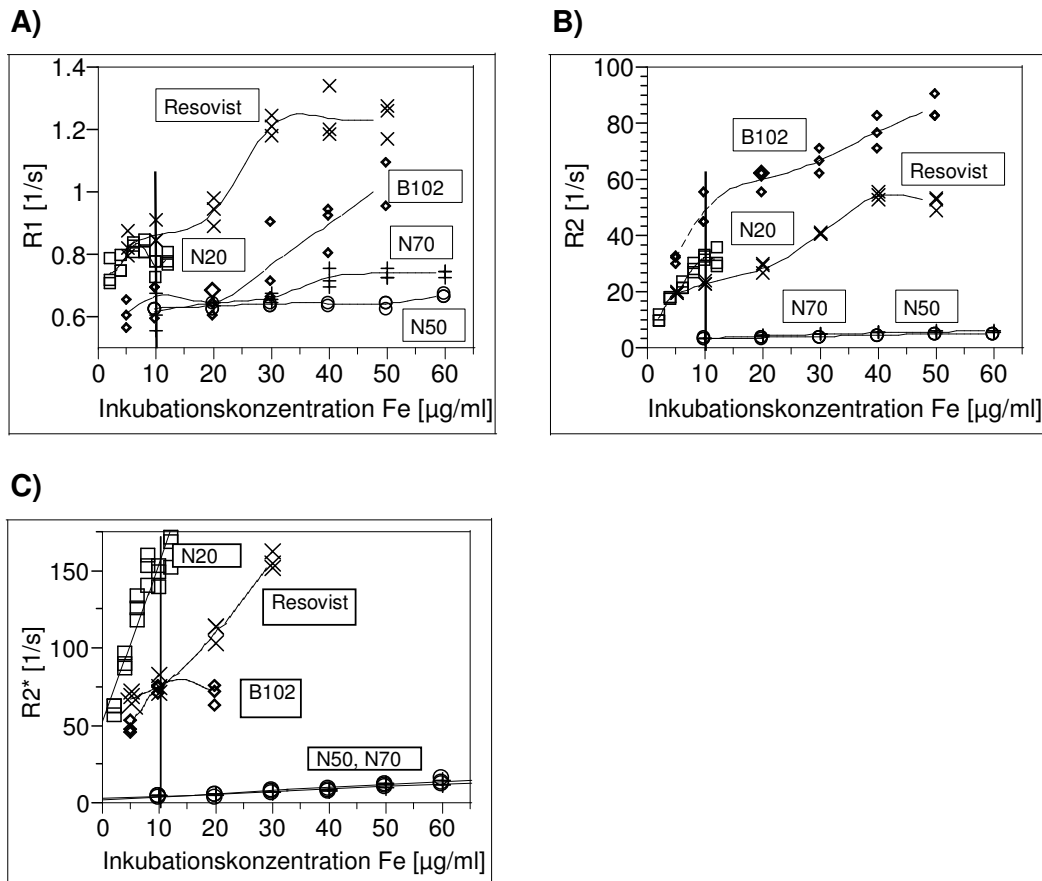 A)
R1 [1/s]
1.4
1.2
1
0.8
0.6
Resovist
B102
N20
N70
N50
0 10 20 30 40 50 60
Inkubationskonzentration Fe [µg/ml]
B)
R2 [1/s]
100
80
60
40
20
0
B102
Resovist
N20
N70
N50
0 10 20 30 40 50 60
Inkubationskonzentration Fe [µg/ml]
C)
R2* [1/s]
150
100
50
0
N20
Resovist
B102
N50, N70
0 10 20 30 40 50 60
Inkubationskonzentration Fe [µg/ml]